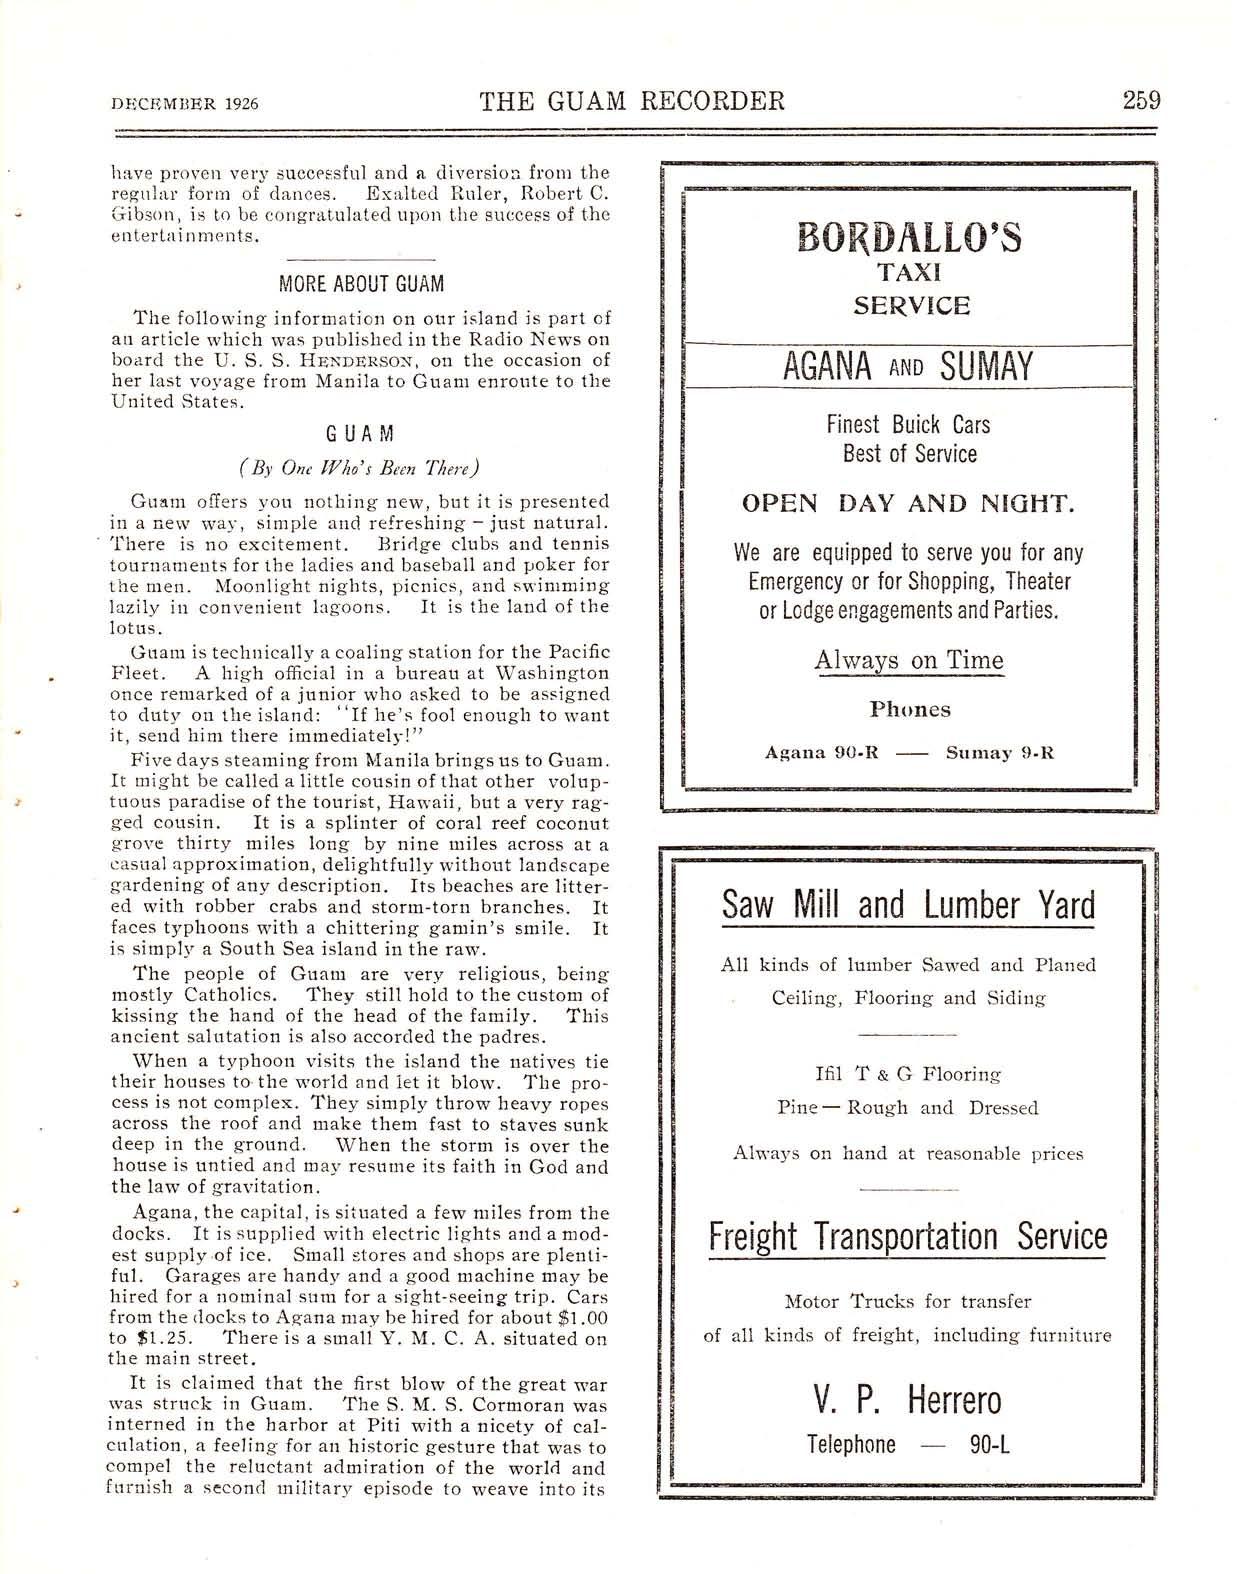 DECEMBER 1926
THE GUAM RECORDER
259
have proven very successful and a diversion from the
regular form of dances. Exalted Ruler, Robert C.
Gibson, is to be congratulated upon the success of the
entertainments.
MORE ABOUT GUAM
The following information on our island is part of
an article which was published in the Radio News on
board the U. S. S. HENDERSON, on the occasion of
her last voyage from Manila to Guam enroute to the
United States.
GUAM
(By One Who's Been There)
Guam offers you nothing new, but it is presented
in a new way, simple and refreshing – just natural.
There is no excitement. Bridge clubs and tennis
tournaments for the ladies and baseball and poker for
the men. Moonlight nights, picnics, and swimming
lazily in convenient lagoons. It is the land of the
lotus.
Guam is technically a coaling station for the Pacific
Fleet. A high official in a bureau at Washington
once remarked of a junior who asked to be assigned
to duty on the island: "If he's fool enough to want
it, send him there immediately!"
Five days steaming from Manila brings us to Guam.
It might be called a little cousin of that other volup-
tuous paradise of the tourist, Hawaii, but a very rag-
ged cousin. It is a splinter of coral reef coconut
grove thirty miles long by nine miles across at a
casual approximation, delightfully without landscape
gardening of any description. Its beaches are litter-
ed with robber crabs and storm-torn branches. It
faces typhoons with a chittering gamin's smile. It
is simply a South Sea island in the raw.
The people of Guam are very religious, being
mostly Catholics. They still hold to the custom of
kissing the hand of the head of the family. This
ancient salutation is also accorded the padres.
When a typhoon visits the island the natives tie
their houses to the world and let it blow. The pro-
cess is not complex. They simply throw heavy ropes
across the roof and make them fast to staves sunk
deep in the ground. When the storm is over the
house is untied and may resume its faith in God and
the law of gravitation.
Agana, the capital, is situated a few miles from the
docks. It is supplied with electric lights and a mod-
est supply of ice. Small stores and shops are plenti-
ful. Garages are handy and a good machine may be
hired for a nominal sum for a sight-seeing trip. Cars
from the docks to Agana may be hired for about $1.00
to $1.25. There is a small Y. M. C. A. situated on
the main street.
It is claimed that the first blow of the great war
was struck in Guam. The S. M. S. Cormoran was
interned in the harbor at Piti with a nicety of cal-
culation, a feeling for an historic gesture that was to
compel the reluctant admiration of the world and
furnish a second military episode to weave into its
BORDALLO'S
TAXI
SERVICE
AGANA AND SUMAY
Finest Buick Cars
Best of Service
OPEN DAY AND NIGHT.
We are equipped to serve you for any
Emergency or for Shopping, Theater
or Lodge engagements and Parties.
Always on Time
Phones
Agana 90-R — Sumay 9-R
Saw Mill and Lumber Yard
All kinds of lumber Sawed and Planed
Ceiling, Flooring and Siding
Ifil T & G Flooring
Pine — Rough and Dressed
Always on hand at reasonable prices
Freight Transportation Service
Motor Trucks for transfer
of all kinds of freight, including furniture
V. P. Herrero
Telephone — 90-L